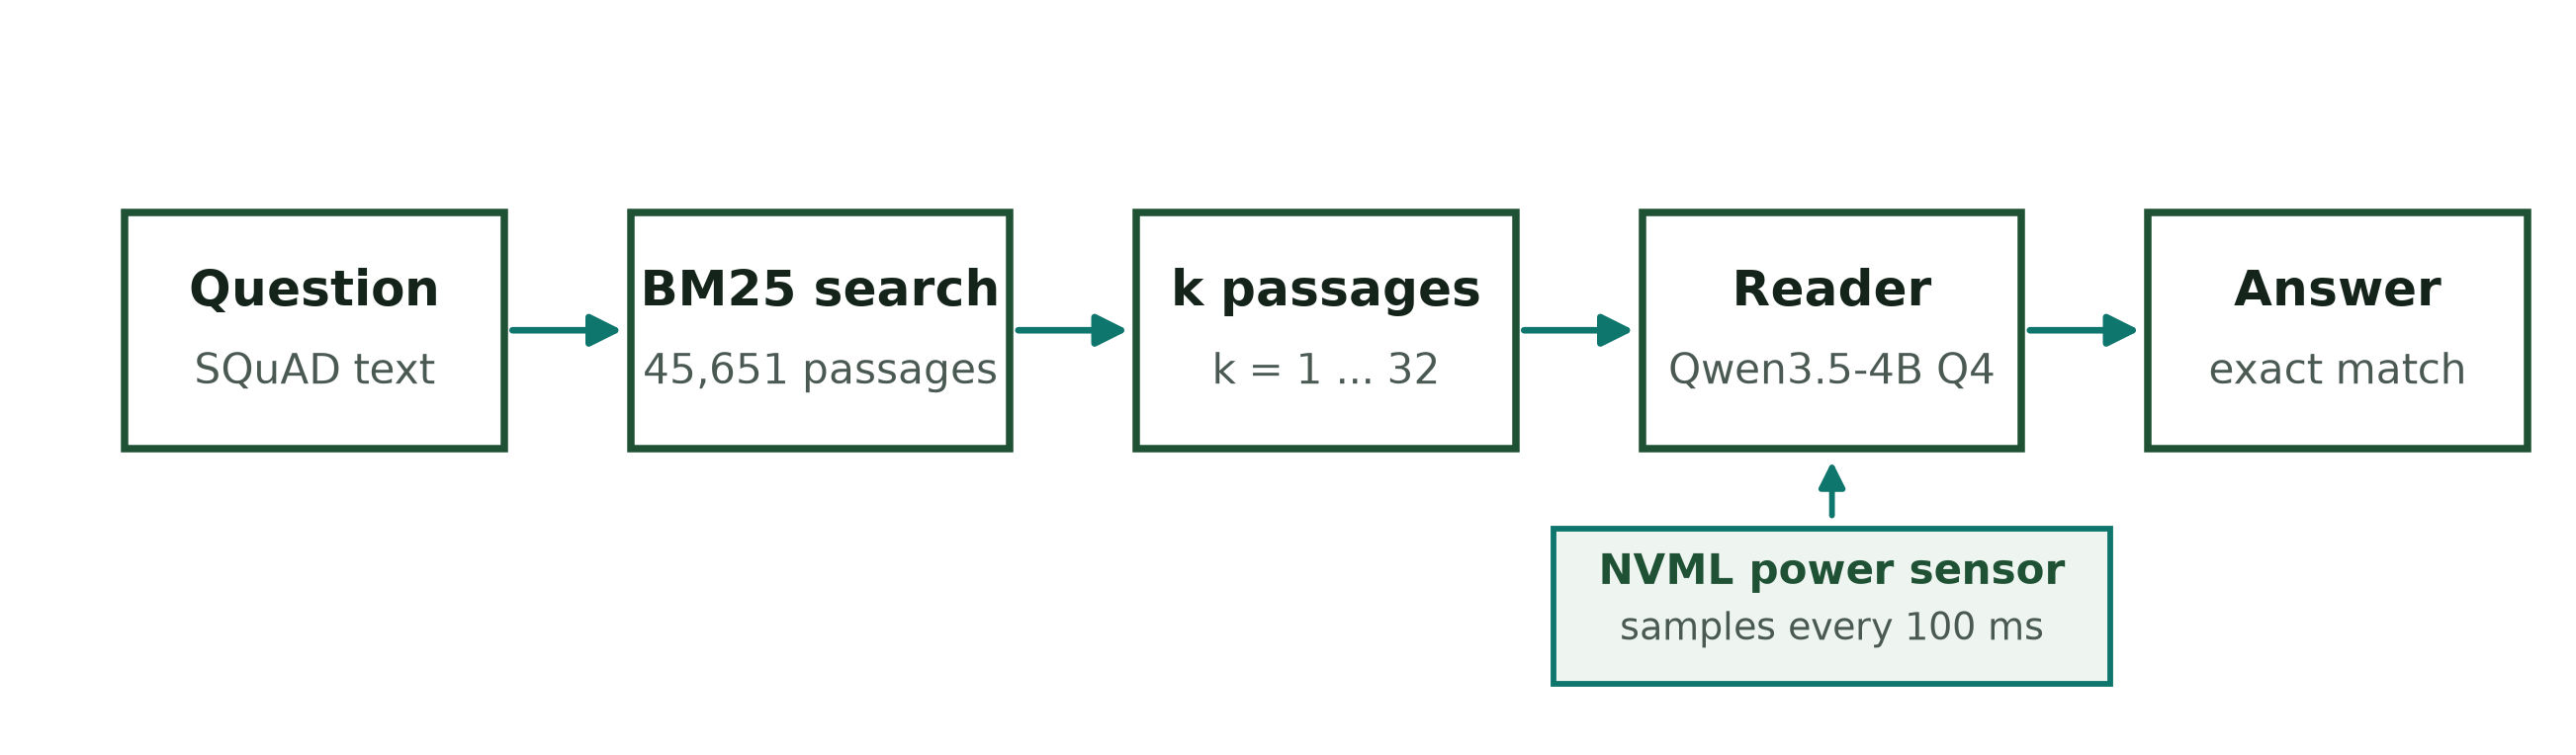 Question
SQuAD text
BM25 search
45,651 passages
k passages
k = 1 ... 32
Reader
Qwen3.5-4B Q4
Answer
exact match
NVML power sensor
samples every 100 ms